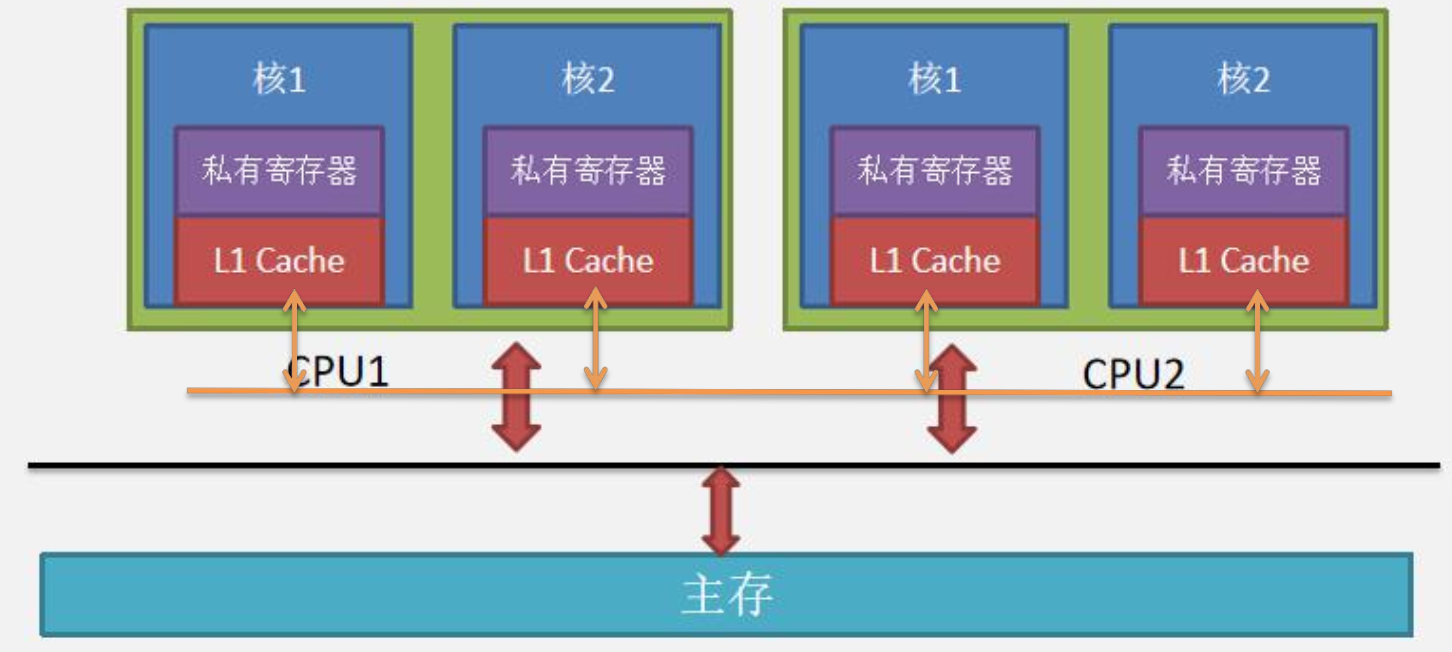 核1
核2
核1
核2
私有寄存器
私有寄存器
私有寄存器
私有寄存器
L1 Cache
L1 Cache
L1 Cache
L1 Cache
CPU1
CPU2
主存